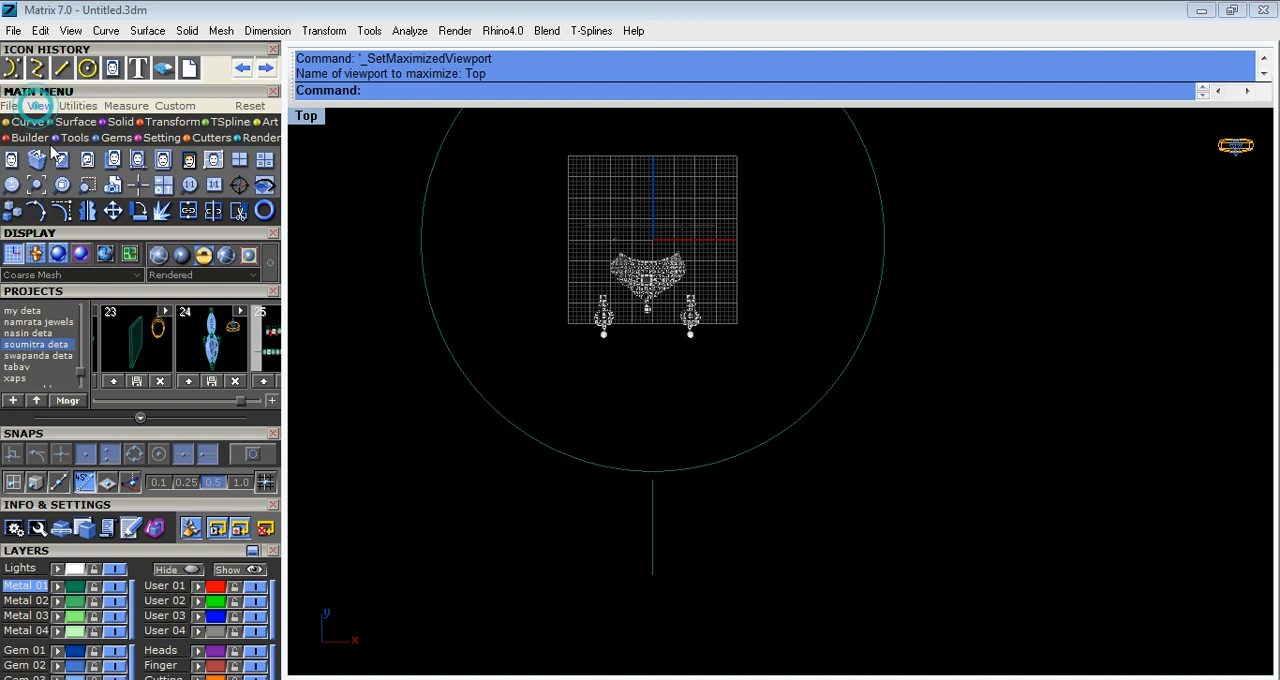 Matrix 7.0 - Untitled.3dm
File Edit View Curve Surface Solid Mesh Dimension Transform Tools Analyze Render Rhino4.0 Blend T-Splines Help
ICON HISTORY
Command: '_SetMaximizedViewport
Name of viewport to maximize: Top
Command:
MAIN MENU
File View Utilities Measure Custom Reset
Curve Surface Solid Transform TSpline Art
Builder Tools Gems Setting Cutters Render
Top
DISPLAY
Coarse Mesh Rendered
PROJECTS
my deta
namrata jewels
nasin deta
soumitra deta
swapanda deta
tabav
xaps
23 24 25
Mngr
SNAPS
45°
0.1 0.25 0.5 1.0
INFO & SETTINGS
LAYERS
Lights Hide Show
Metal 01 User 01
Metal 02 User 02
Metal 03 User 03
Metal 04 User 04
Gem 01 Heads
Gem 02 Finger
y
x